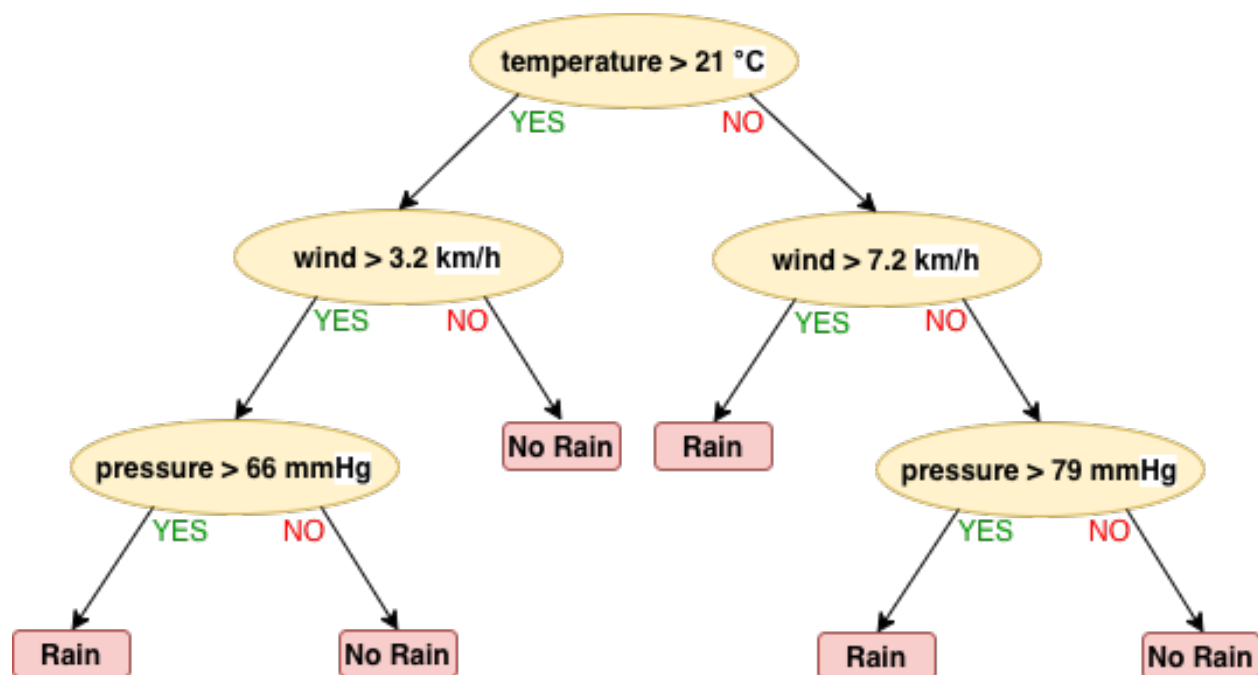 temperature > 21 °C
YES
NO
wind > 3.2 km/h
wind > 7.2 km/h
YES
NO
YES
NO
No Rain
Rain
pressure > 66 mmHg
pressure > 79 mmHg
YES
NO
YES
NO
Rain
No Rain
Rain
No Rain